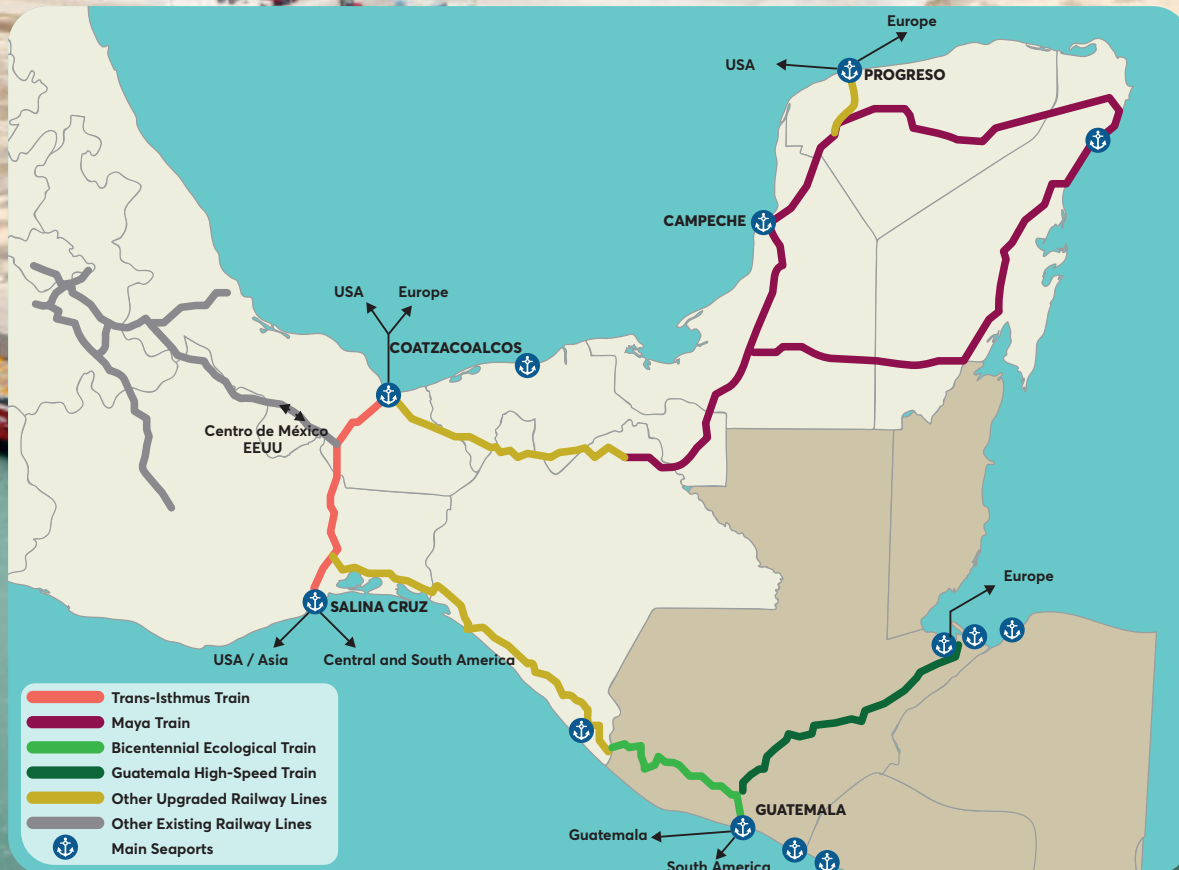 Europe
USA
PROGRESO
CAMPECHE
USA
Europe
COATZACOALCOS
Centro de México
EEUU
SALINA CRUZ
USA / Asia
Central and South America
Europe
Trans-Isthmus Train
Maya Train
Bicentennial Ecological Train
Guatemala High-Speed Train
Other Upgraded Railway Lines
Other Existing Railway Lines
Main Seaports
GUATEMALA
Guatemala
South America